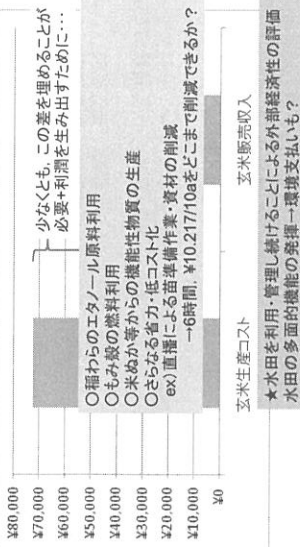 ¥80,000
¥70,000
¥60,000
¥50,000
¥40,000
¥30,000
¥20,000
¥10,000
¥0
少なくとも、この差を埋めることが
必要+利潤を生み出すために・・・
○稲わらのエタノール原料利用
○もみ殻の燃料利用
○米ぬか等からの機能性物質の生産
○さらなる省力・低コスト化
ex)直播による苗準備作業・資材の削減
→6時間、¥10.217/10aをどこまで削減できるか?
玄米生産コスト
玄米販売収入
★水田を利用・管理し続けることによる外部経済性の評価
水田の多面的機能の発揮→環境支払いも?